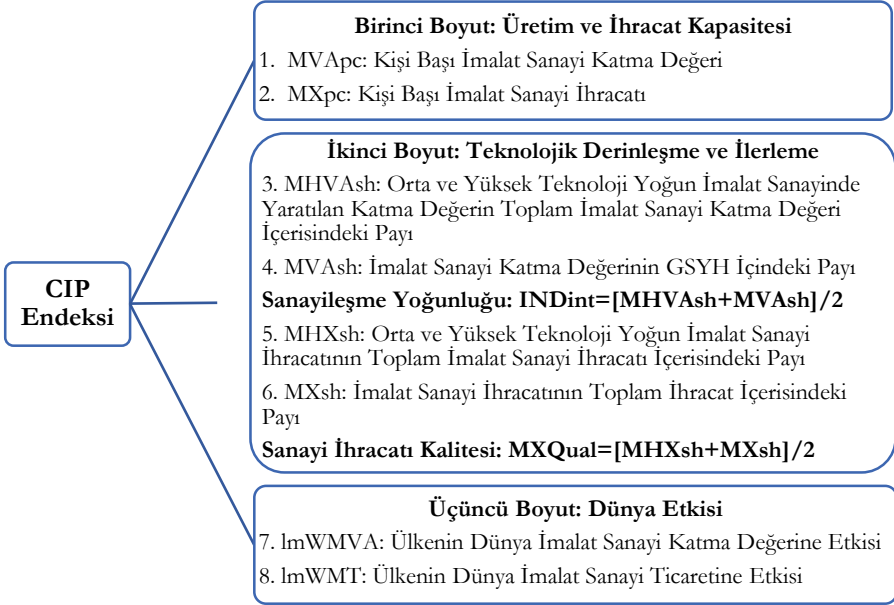 Birinci Boyut: Üretim ve İhracat Kapasitesi
1. MVApc: Kişi Başı İmalat Sanayi Katma Değeri
2. MXpc: Kişi Başı İmalat Sanayi İhracatı
İkinci Boyut: Teknolojik Derinleşme ve İlerleme
3. MHVAsh: Orta ve Yüksek Teknoloji Yoğun İmalat Sanayinde
Yaratılan Katma Değerin Toplam İmalat Sanayi Katma Değeri
İçerisindeki Payı
4. MVAsh: İmalat Sanayi Katma Değerinin GSYH İçindeki Payı
Sanayileşme Yoğunluğu: INDint=[MHVAsh+MVAsh]/2
5. MHXsh: Orta ve Yüksek Teknoloji Yoğun İmalat Sanayi
İhracatının Toplam İmalat Sanayi İhracatı İçerisindeki Payı
6. MXsh: İmalat Sanayi İhracatının Toplam İhracat İçerisindeki
Payı
Sanayi İhracatı Kalitesi: MXQual=[MHXsh+MXsh]/2
CIP
Endeksi
Üçüncü Boyut: Dünya Etkisi
7. lmWMVA: Ülkenin Dünya İmalat Sanayi Katma Değerine Etkisi
8. lmWMT: Ülkenin Dünya İmalat Sanayi Ticaretine Etkisi